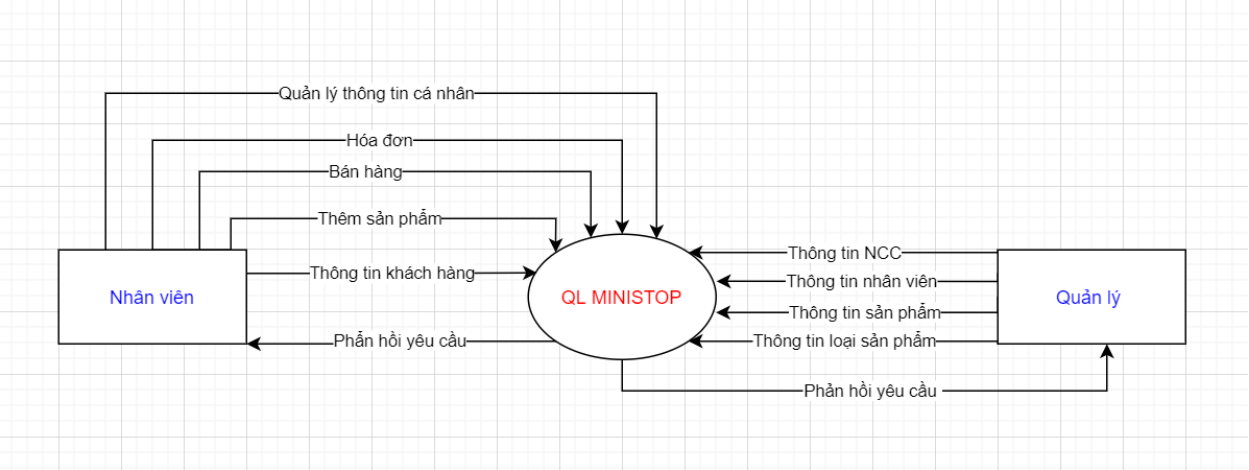 Quản lý thông tin cá nhân
Hóa đơn
Bán hàng
Thêm sản phẩm
Thông tin khách hàng
Phẩn hồi yêu cầu
Nhân viên
QL MINISTOP
Thông tin NCC
Thông tin nhân viên
Thông tin sản phẩm
Thông tin loại sản phẩm
Phản hồi yêu cầu
Quản lý